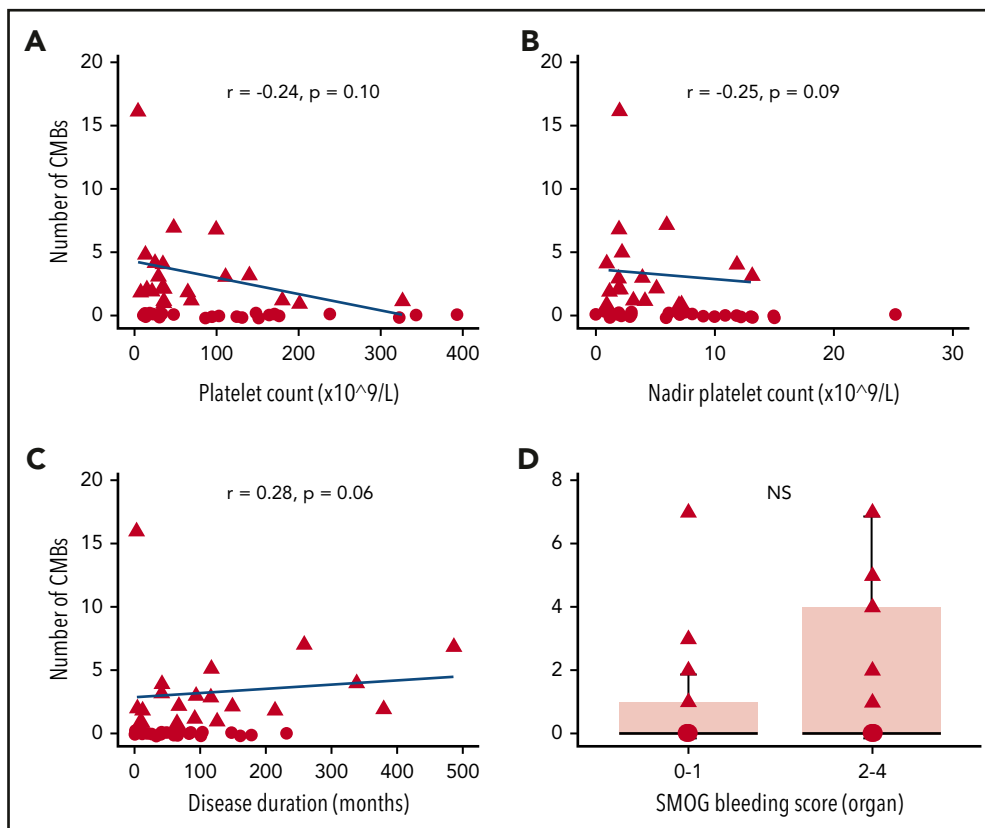 A
20
15
10
5
0
Number of CMBs
r = -0.24, p = 0.10
0 100 200 300 400
Platelet count (x10^9/L)
B
20
15
10
5
0
r = -0.25, p = 0.09
0 10 20 30
Nadir platelet count (x10^9/L)
C
20
15
10
5
0
Number of CMBs
r = 0.28, p = 0.06
0 100 200 300 400 500
Disease duration (months)
D
8
6
4
2
0
NS
0-1 2-4
SMOG bleeding score (organ)